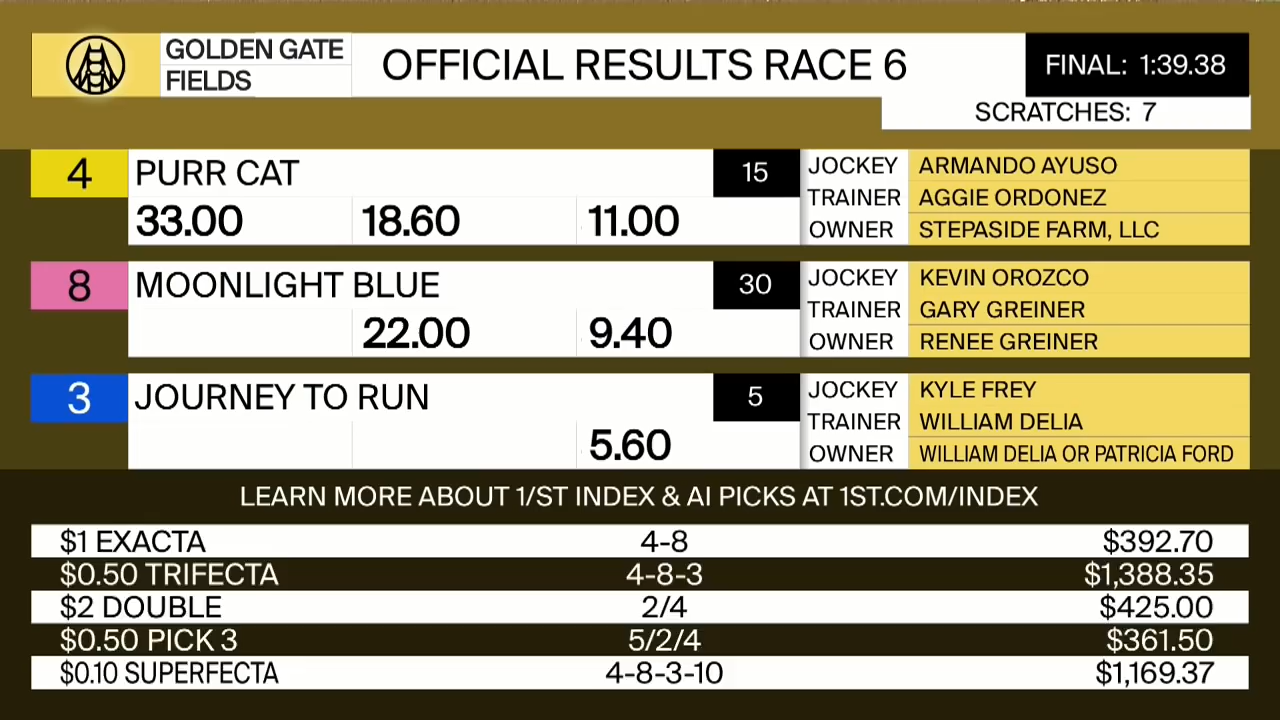 GOLDEN GATE
FIELDS
OFFICIAL RESULTS RACE 6
FINAL: 1:39.38
SCRATCHES: 7
4 PURR CAT 15
33.00 18.60 11.00
JOCKEY ARMANDO AYUSO
TRAINER AGGIE ORDONEZ
OWNER STEPASIDE FARM, LLC
8 MOONLIGHT BLUE 30
22.00 9.40
JOCKEY KEVIN OROZCO
TRAINER GARY GREINER
OWNER RENEE GREINER
3 JOURNEY TO RUN 5
5.60
JOCKEY KYLE FREY
TRAINER WILLIAM DELIA
OWNER WILLIAM DELIA OR PATRICIA FORD
LEARN MORE ABOUT 1/ST INDEX & AI PICKS AT 1ST.COM/INDEX
$1 EXACTA 4-8 $392.70
$0.50 TRIFECTA 4-8-3 $1,388.35
$2 DOUBLE 2/4 $425.00
$0.50 PICK 3 5/2/4 $361.50
$0.10 SUPERFECTA 4-8-3-10 $1,169.37